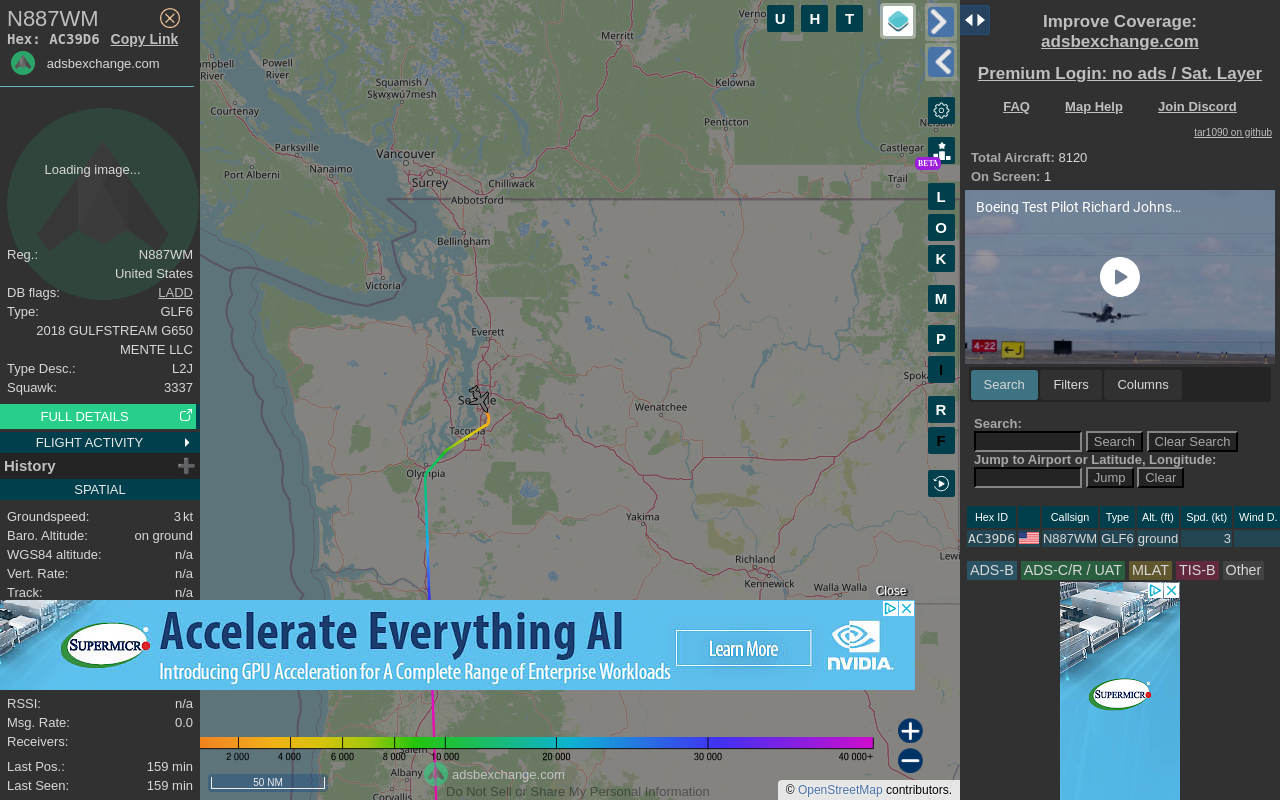 N887WM
Hex: AC39D6 Copy Link
adsbexchange.com
Loading image...
Reg.: N887WM
United States
DB flags: LADD
Type: GLF6
2018 GULFSTREAM G650
MENTE LLC
Type Desc.: L2J
Squawk: 3337
FULL DETAILS
FLIGHT ACTIVITY
History
SPATIAL
Groundspeed: 3 kt
Baro. Altitude: on ground
WGS84 altitude: n/a
Vert. Rate: n/a
Track: n/a
RSSI: n/a
Msg. Rate: 0.0
Receivers:
Last Pos.: 159 min
Last Seen: 159 min
Close
SUPERMICRO
Accelerate Everything AI
Introducing GPU Acceleration for A Complete Range of Enterprise Workloads
Learn More
NVIDIA.
Merritt
Powell
River
Squamish /
Sḵwx̱wú7mesh
Courtenay
Kelowna
Penticton
Parksville
Vancouver
Castlegar
Port Alberni
Nanaimo
Surrey
Chilliwack
Trail
Abbotsford
Bellingham
Victoria
Everett
Wenatchee
Tacoma
Olympia
Yakima
Richland
Kennewick
Walla Walla
Albany
Corvallis
U H T
BETA
L
O
K
M
P
I
R
F
2 000 4 000 6 000 8 000 10 000 20 000 30 000 40 000+
50 NM
adsbexchange.com
Do Not Sell or Share My Personal Information
© OpenStreetMap contributors.
Improve Coverage:
adsbexchange.com
Premium Login: no ads / Sat. Layer
FAQ Map Help Join Discord
tar1090 on github
Total Aircraft: 8120
On Screen: 1
Boeing Test Pilot Richard Johns…
4-22
J
Search Filters Columns
Search:
Search Clear Search
Jump to Airport or Latitude, Longitude:
Jump Clear
Hex ID Callsign Type Alt. (ft) Spd. (kt) Wind D.
AC39D6 N887WM GLF6 ground 3
ADS-B ADS-C/R / UAT MLAT TIS-B Other
SUPERMICRO